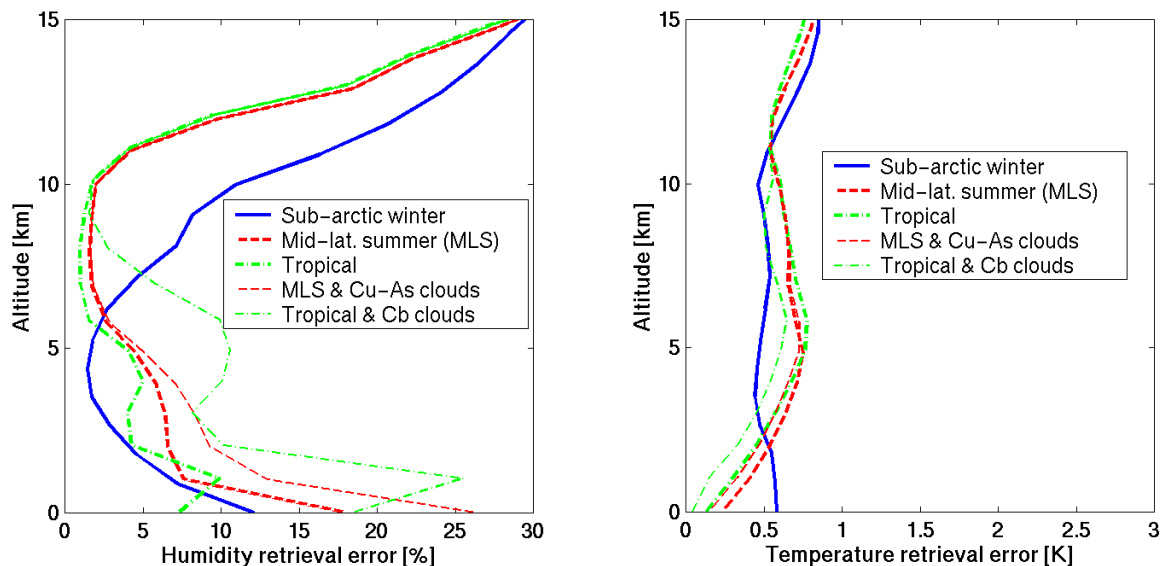 15
10
5
0
Altitude [km]
0 5 10 15 20 25 30
Humidity retrieval error [%]
Sub-arctic winter
Mid-lat. summer (MLS)
Tropical
MLS & Cu-As clouds
Tropical & Cb clouds
15
10
5
0
Altitude [km]
0 0.5 1 1.5 2 2.5 3
Temperature retrieval error [K]
Sub-arctic winter
Mid-lat. summer (MLS)
Tropical
MLS & Cu-As clouds
Tropical & Cb clouds